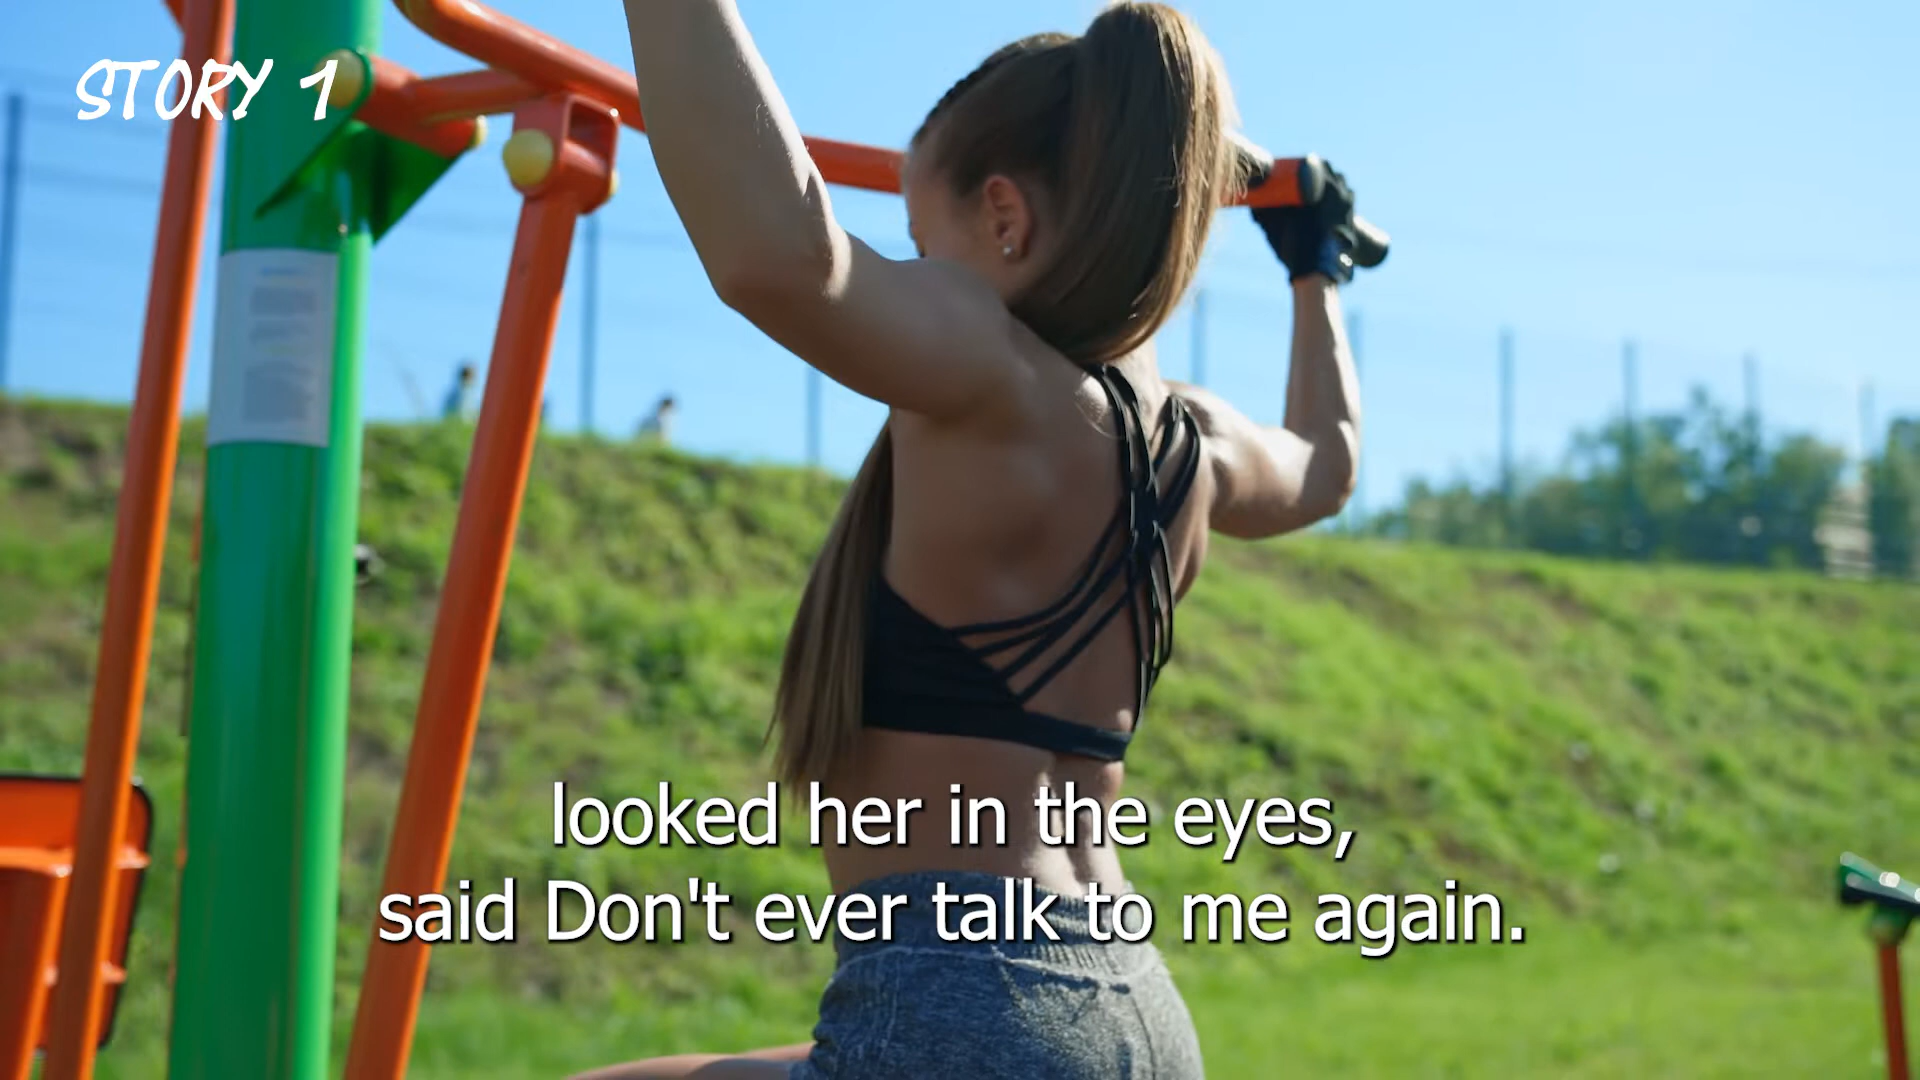 STORY 1
looked her in the eyes,
said Don't ever talk to me again.